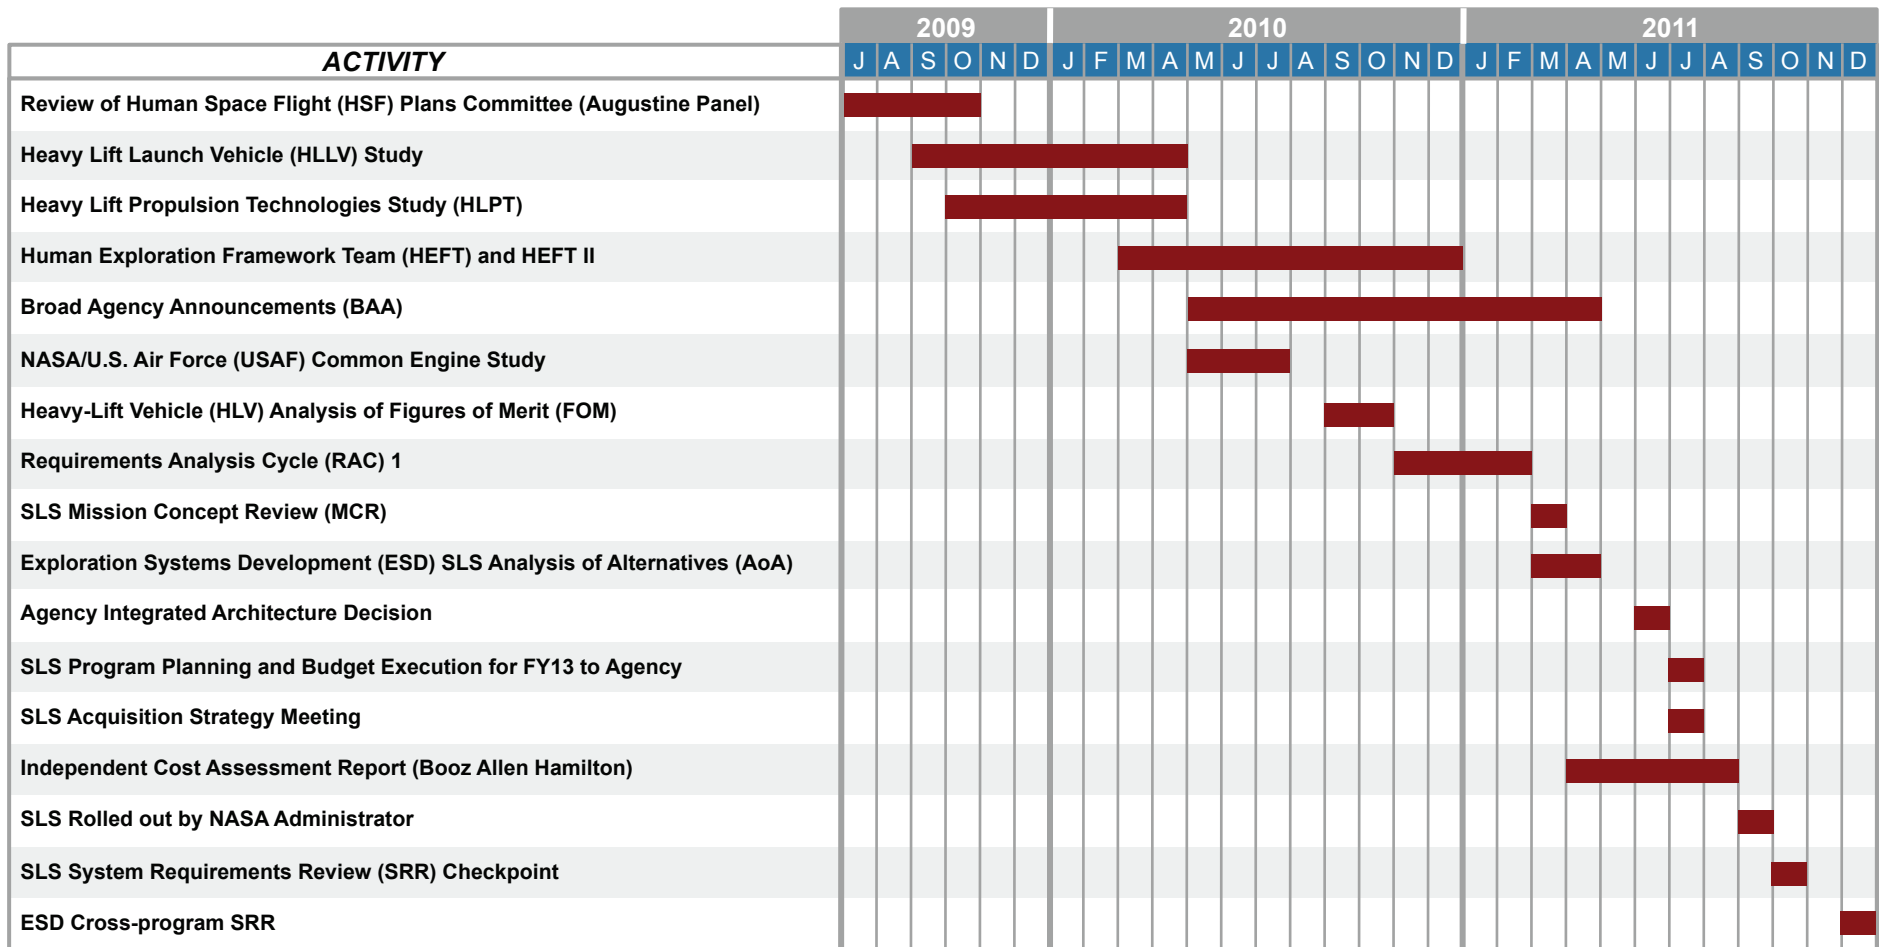 2009 2010 2011
ACTIVITY J A S O N D J F M A M J J A S O N D J F M A M J J A S O N D
Review of Human Space Flight (HSF) Plans Committee (Augustine Panel)
Heavy Lift Launch Vehicle (HLLV) Study
Heavy Lift Propulsion Technologies Study (HLPT)
Human Exploration Framework Team (HEFT) and HEFT II
Broad Agency Announcements (BAA)
NASA/U.S. Air Force (USAF) Common Engine Study
Heavy-Lift Vehicle (HLV) Analysis of Figures of Merit (FOM)
Requirements Analysis Cycle (RAC) 1
SLS Mission Concept Review (MCR)
Exploration Systems Development (ESD) SLS Analysis of Alternatives (AoA)
Agency Integrated Architecture Decision
SLS Program Planning and Budget Execution for FY13 to Agency
SLS Acquisition Strategy Meeting
Independent Cost Assessment Report (Booz Allen Hamilton)
SLS Rolled out by NASA Administrator
SLS System Requirements Review (SRR) Checkpoint
ESD Cross-program SRR